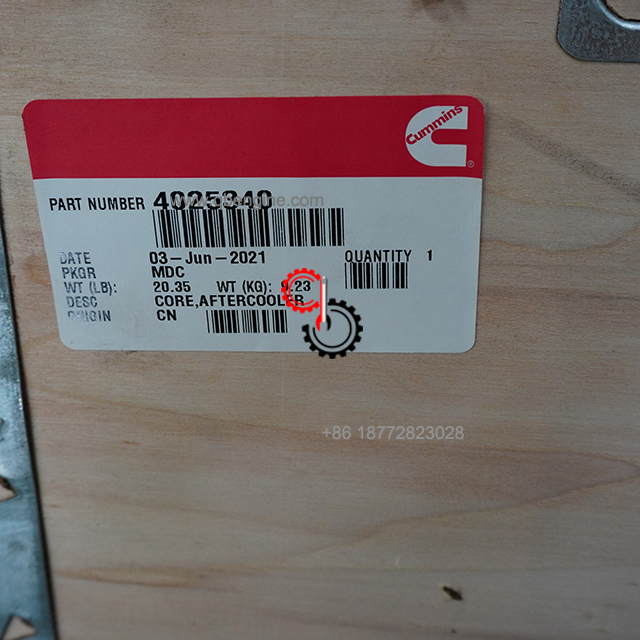 Cummins
PART NUMBER
DATE 03-Jun-2021 QUANTITY 1
PKGR MDC
WT (LB): 20.35 WT (KG): 9.23
DESC CORE,AFTERCOOLER
ORIGIN CN
+86 18772823028